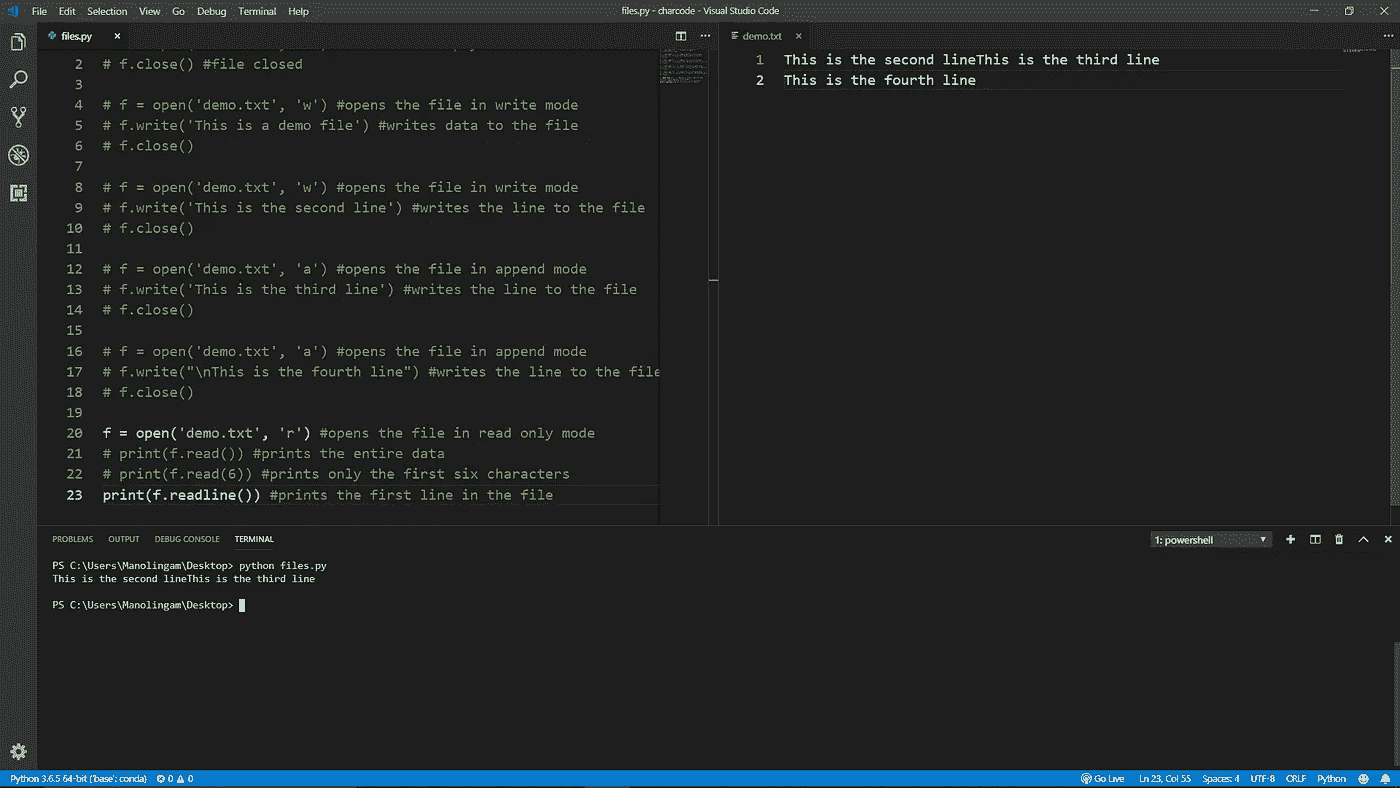 File Edit Selection View Go Debug Terminal Help files.py - charcode - Visual Studio Code
files.py
demo.txt
2 # f.close() #file closed
3
4 # f = open('demo.txt', 'w') #opens the file in write mode
5 # f.write('This is a demo file') #writes data to the file
6 # f.close()
7
8 # f = open('demo.txt', 'w') #opens the file in write mode
9 # f.write('This is the second line') #writes the line to the file
10 # f.close()
11
12 # f = open('demo.txt', 'a') #opens the file in append mode
13 # f.write('This is the third line') #writes the line to the file
14 # f.close()
15
16 # f = open('demo.txt', 'a') #opens the file in append mode
17 # f.write("\nThis is the fourth line") #writes the line to the file
18 # f.close()
19
20 f = open('demo.txt', 'r') #opens the file in read only mode
21 # print(f.read()) #prints the entire data
22 # print(f.read(6)) #prints only the first six characters
23 print(f.readline()) #prints the first line in the file
1 This is the second lineThis is the third line
2 This is the fourth line
PROBLEMS OUTPUT DEBUG CONSOLE TERMINAL 1: powershell
PS C:\Users\Manolingam\Desktop> python files.py
This is the second lineThis is the third line
PS C:\Users\Manolingam\Desktop>
Python 3.6.5 64-bit ('base': conda) 0 0 Go Live Ln 23, Col 55 Spaces: 4 UTF-8 CRLF Python